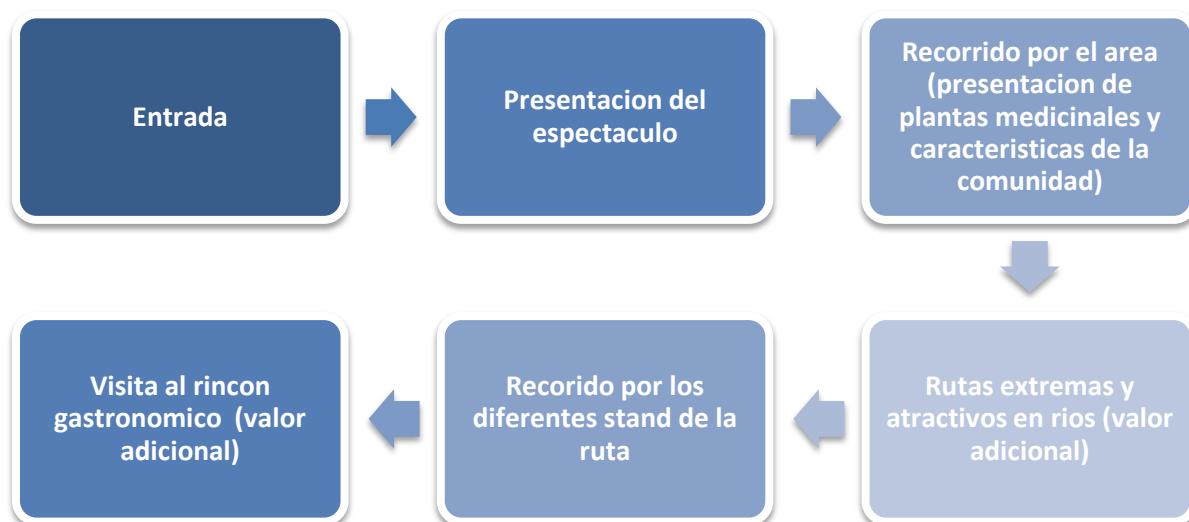 Entrada
Presentacion del
espectaculo
Recorrido por el area
(presentacion de
plantas medicinales y
caracteristicas de la
comunidad)
Rutas extremas y
atractivos en rios (valor
adicional)
Recorido por los
diferentes stand de la
ruta
Visita al rincon
gastronomico (valor
adicional)